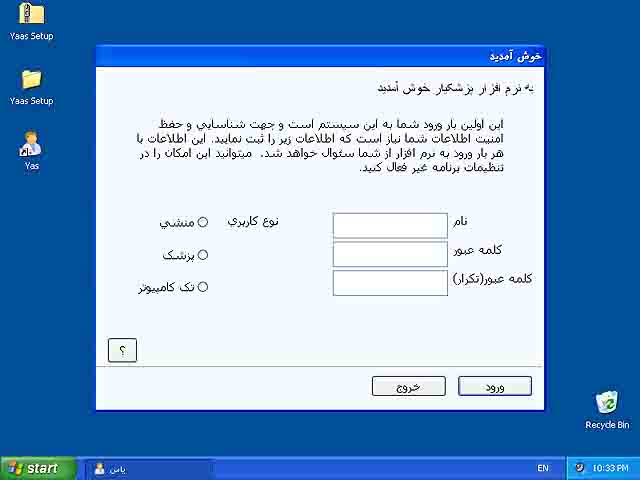 Yaas Setup
Yaas Setup
Yas
خوش آمدید
به نرم افزار پزشکیار خوش آمدید
این اولین بار ورود شما به این سیستم است و جهت شناسایي و حفظ
امنیت اطلاعات شما نیاز است که اطلاعات زیر را ثبت نمایید. این اطلاعات با
هر بار ورود به نرم افزار از شما سئوال خواهد شد. میتوانید این امکان را در
تنظیمات برنامه غیر فعال کنید.
نام
نوع کاربري
منشي
کلمه عبور
پزشک
کلمه عبور(تکرار)
تک کامپیوتر
؟
ورود
خروج
Recycle Bin
start
یاس
EN
10:33 PM